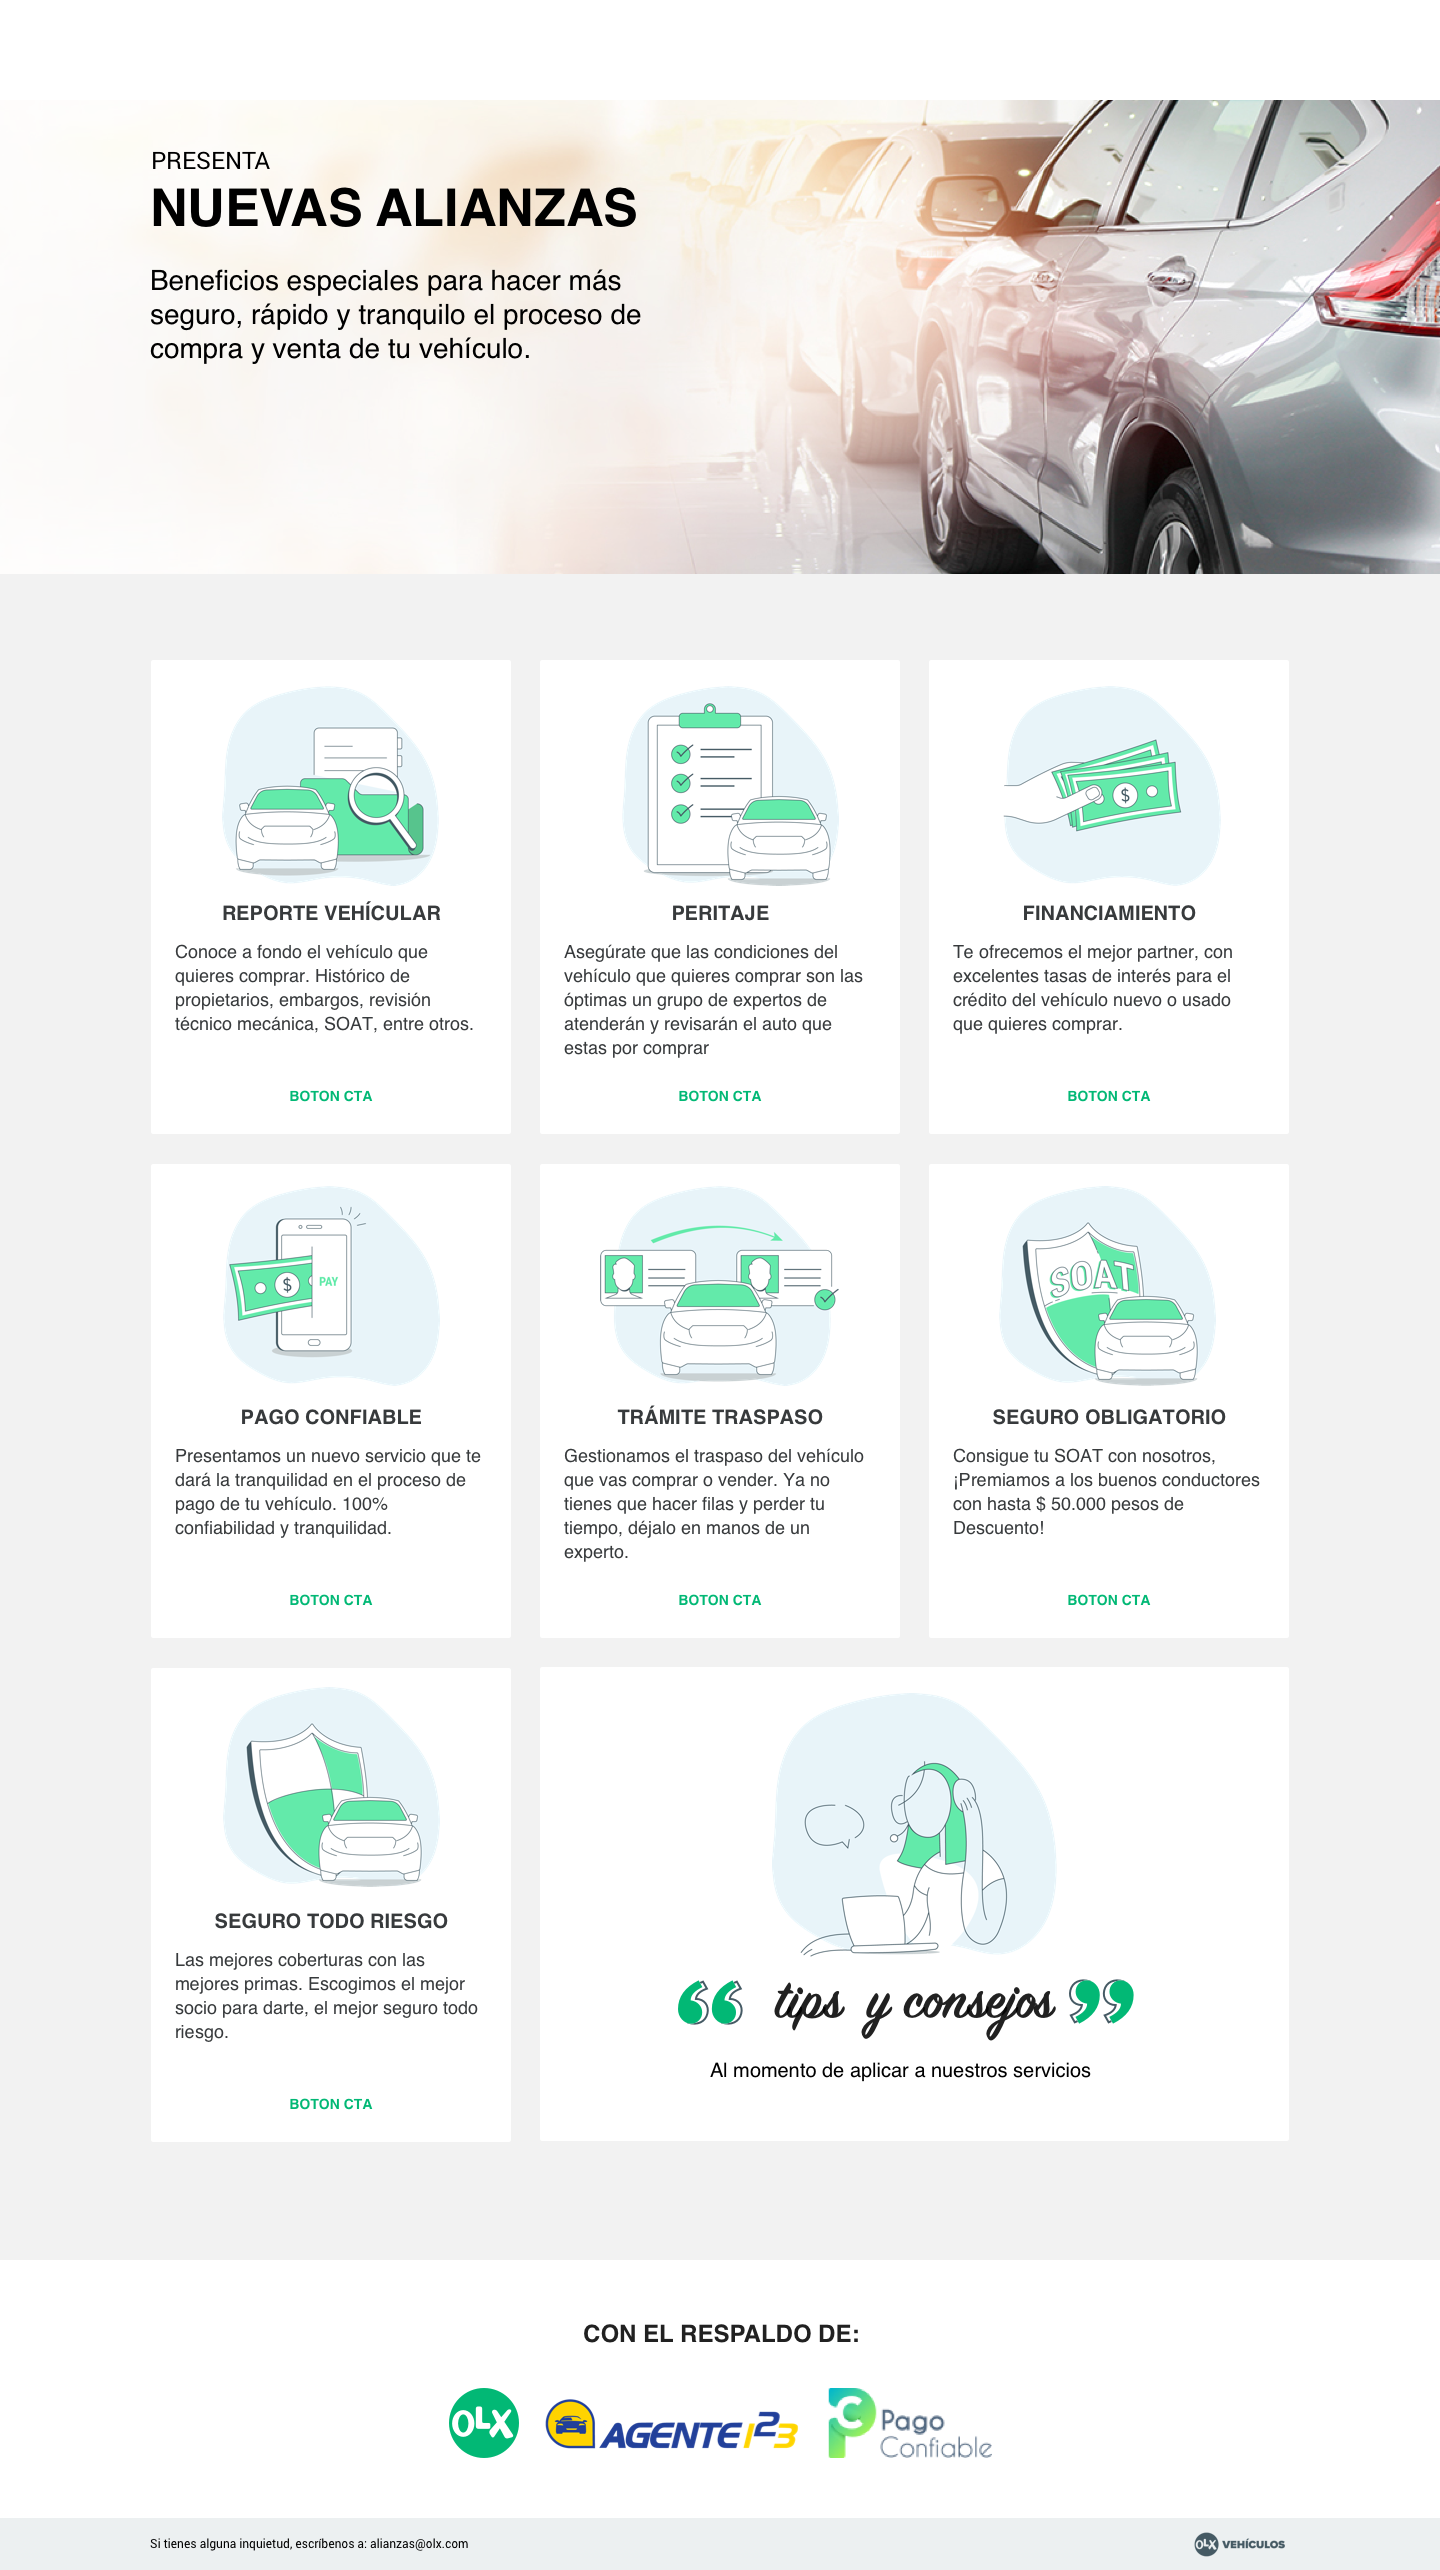 PRESENTA
NUEVAS ALIANZAS
Beneficios especiales para hacer más
seguro, rápido y tranquilo el proceso de
compra y venta de tu vehículo.
REPORTE VEHÍCULAR
Conoce a fondo el vehículo que
quieres comprar. Histórico de
propietarios, embargos, revisión
técnico mecánica, SOAT, entre otros.
BOTON CTA
PERITAJE
Asegúrate que las condiciones del
vehículo que quieres comprar son las
óptimas un grupo de expertos de
atenderán y revisarán el auto que
estas por comprar
BOTON CTA
$
FINANCIAMIENTO
Te ofrecemos el mejor partner, con
excelentes tasas de interés para el
crédito del vehículo nuevo o usado
que quieres comprar.
BOTON CTA
$ PAY
PAGO CONFIABLE
Presentamos un nuevo servicio que te
dará la tranquilidad en el proceso de
pago de tu vehículo. 100%
confiabilidad y tranquilidad.
BOTON CTA
TRÁMITE TRASPASO
Gestionamos el traspaso del vehículo
que vas comprar o vender. Ya no
tienes que hacer filas y perder tu
tiempo, déjalo en manos de un
experto.
BOTON CTA
SOAT
SEGURO OBLIGATORIO
Consigue tu SOAT con nosotros,
¡Premiamos a los buenos conductores
con hasta $ 50.000 pesos de
Descuento!
BOTON CTA
SEGURO TODO RIESGO
Las mejores coberturas con las
mejores primas. Escogimos el mejor
socio para darte, el mejor seguro todo
riesgo.
BOTON CTA
“ tips y consejos ”
Al momento de aplicar a nuestros servicios
CON EL RESPALDO DE:
OLX
AGENTE123
Pago
Confiable
Si tienes alguna inquietud, escríbenos a: alianzas@olx.com
OLX VEHÍCULOS